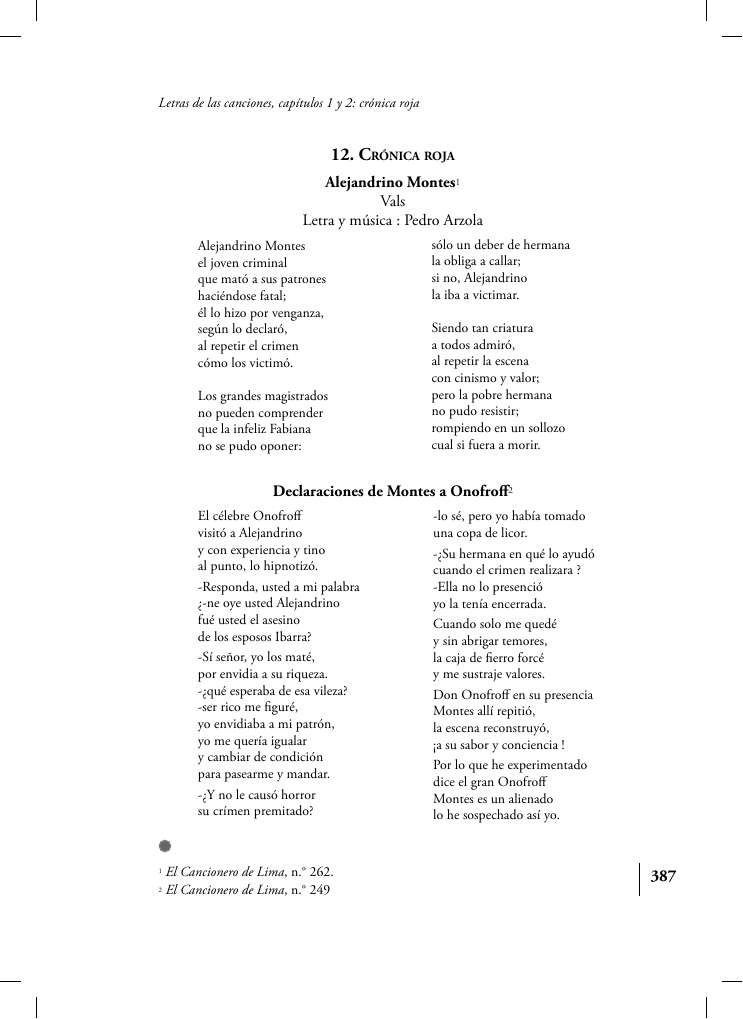 Letras de las canciones, capítulos 1 y 2: crónica roja
12. Crónica roja
Alejandrino Montes1
Vals
Letra y música : Pedro Arzola
Alejandrino Montes
el joven criminal
que mató a sus patrones
haciéndose fatal;
él lo hizo por venganza,
según lo declaró,
al repetir el crimen
cómo los victimó.
Los grandes magistrados
no pueden comprender
que la infeliz Fabiana
no se pudo oponer:
sólo un deber de hermana
la obliga a callar;
si no, Alejandrino
la iba a victimar.
Siendo tan criatura
a todos admiró,
al repetir la escena
con cinismo y valor;
pero la pobre hermana
no pudo resistir;
rompiendo en un sollozo
cual si fuera a morir.
Declaraciones de Montes a Onofroff2
El célebre Onofroff
visitó a Alejandrino
y con experiencia y tino
al punto, lo hipnotizó.
-Responda, usted a mi palabra
¿-ne oye usted Alejandrino
fué usted el asesino
de los esposos Ibarra?
-Sí señor, yo los maté,
por envidia a su riqueza.
-¿qué esperaba de esa vileza?
-ser rico me figuré,
yo envidiaba a mi patrón,
yo me quería igualar
y cambiar de condición
para pasearme y mandar.
-¿Y no le causó horror
su crímen premitado?
-lo sé, pero yo había tomado
una copa de licor.
-¿Su hermana en qué lo ayudó
cuando el crimen realizara ?
-Ella no lo presenció
yo la tenía encerrada.
Cuando solo me quedé
y sin abrigar temores,
la caja de fierro forcé
y me sustraje valores.
Don Onofroff en su presencia
Montes allí repitió,
la escena reconstruyó,
¡a su sabor y conciencia !
Por lo que he experimentado
dice el gran Onofroff
Montes es un alienado
lo he sospechado así yo.
1 El Cancionero de Lima, n.° 262.
2 El Cancionero de Lima, n.° 249
387